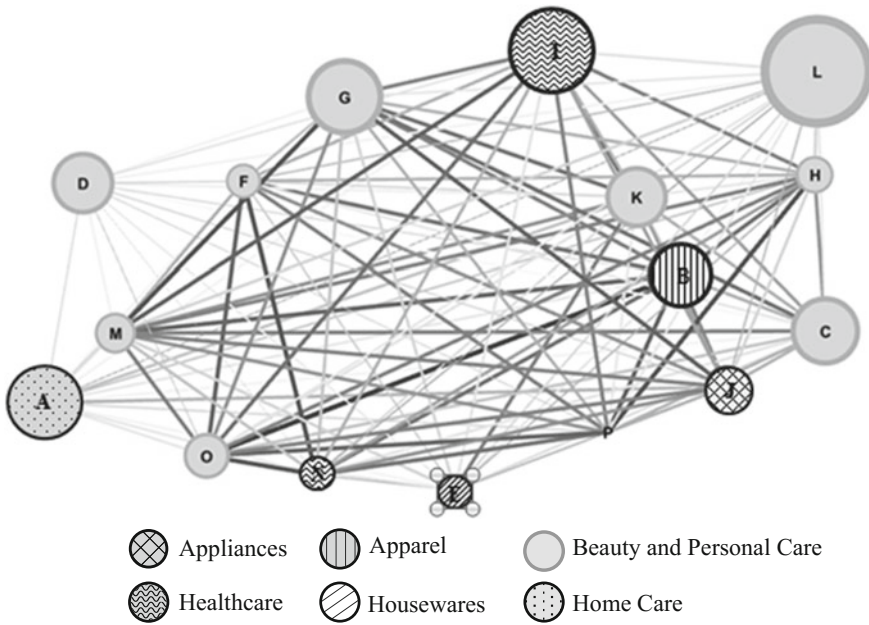 I
L
G
D
F
H
K
B
M
C
A
J
P
O
N
E
Appliances
Apparel
Beauty and Personal Care
Healthcare
Housewares
Home Care